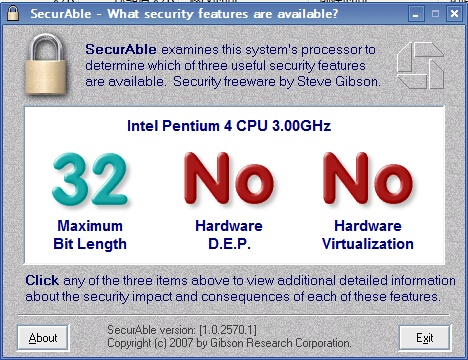 SecurAble - What security features are available?
SecurAble examines this system's processor to
determine which of three useful security features
are available. Security freeware by Steve Gibson.
Intel Pentium 4 CPU 3.00GHz
32 No No
Maximum Hardware Hardware
Bit Length D.E.P. Virtualization
Click any of the three items above to view additional detailed information
about the security impact and consequences of each of these features.
About
SecurAble version: [1.0.2570.1]
Copyright (c) 2007 by Gibson Research Corporation.
Exit